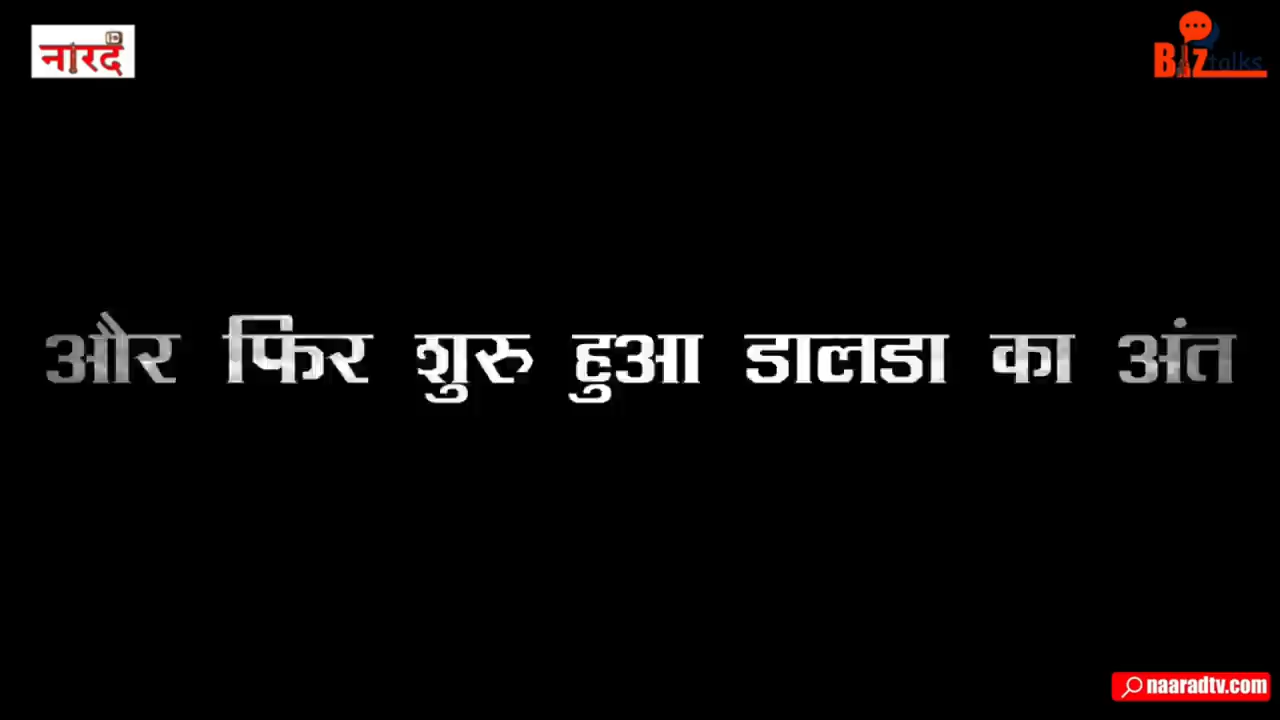 नारद
BIZ talks
और फिर शुरु हुआ डालडा का अंत
naaradtv.com